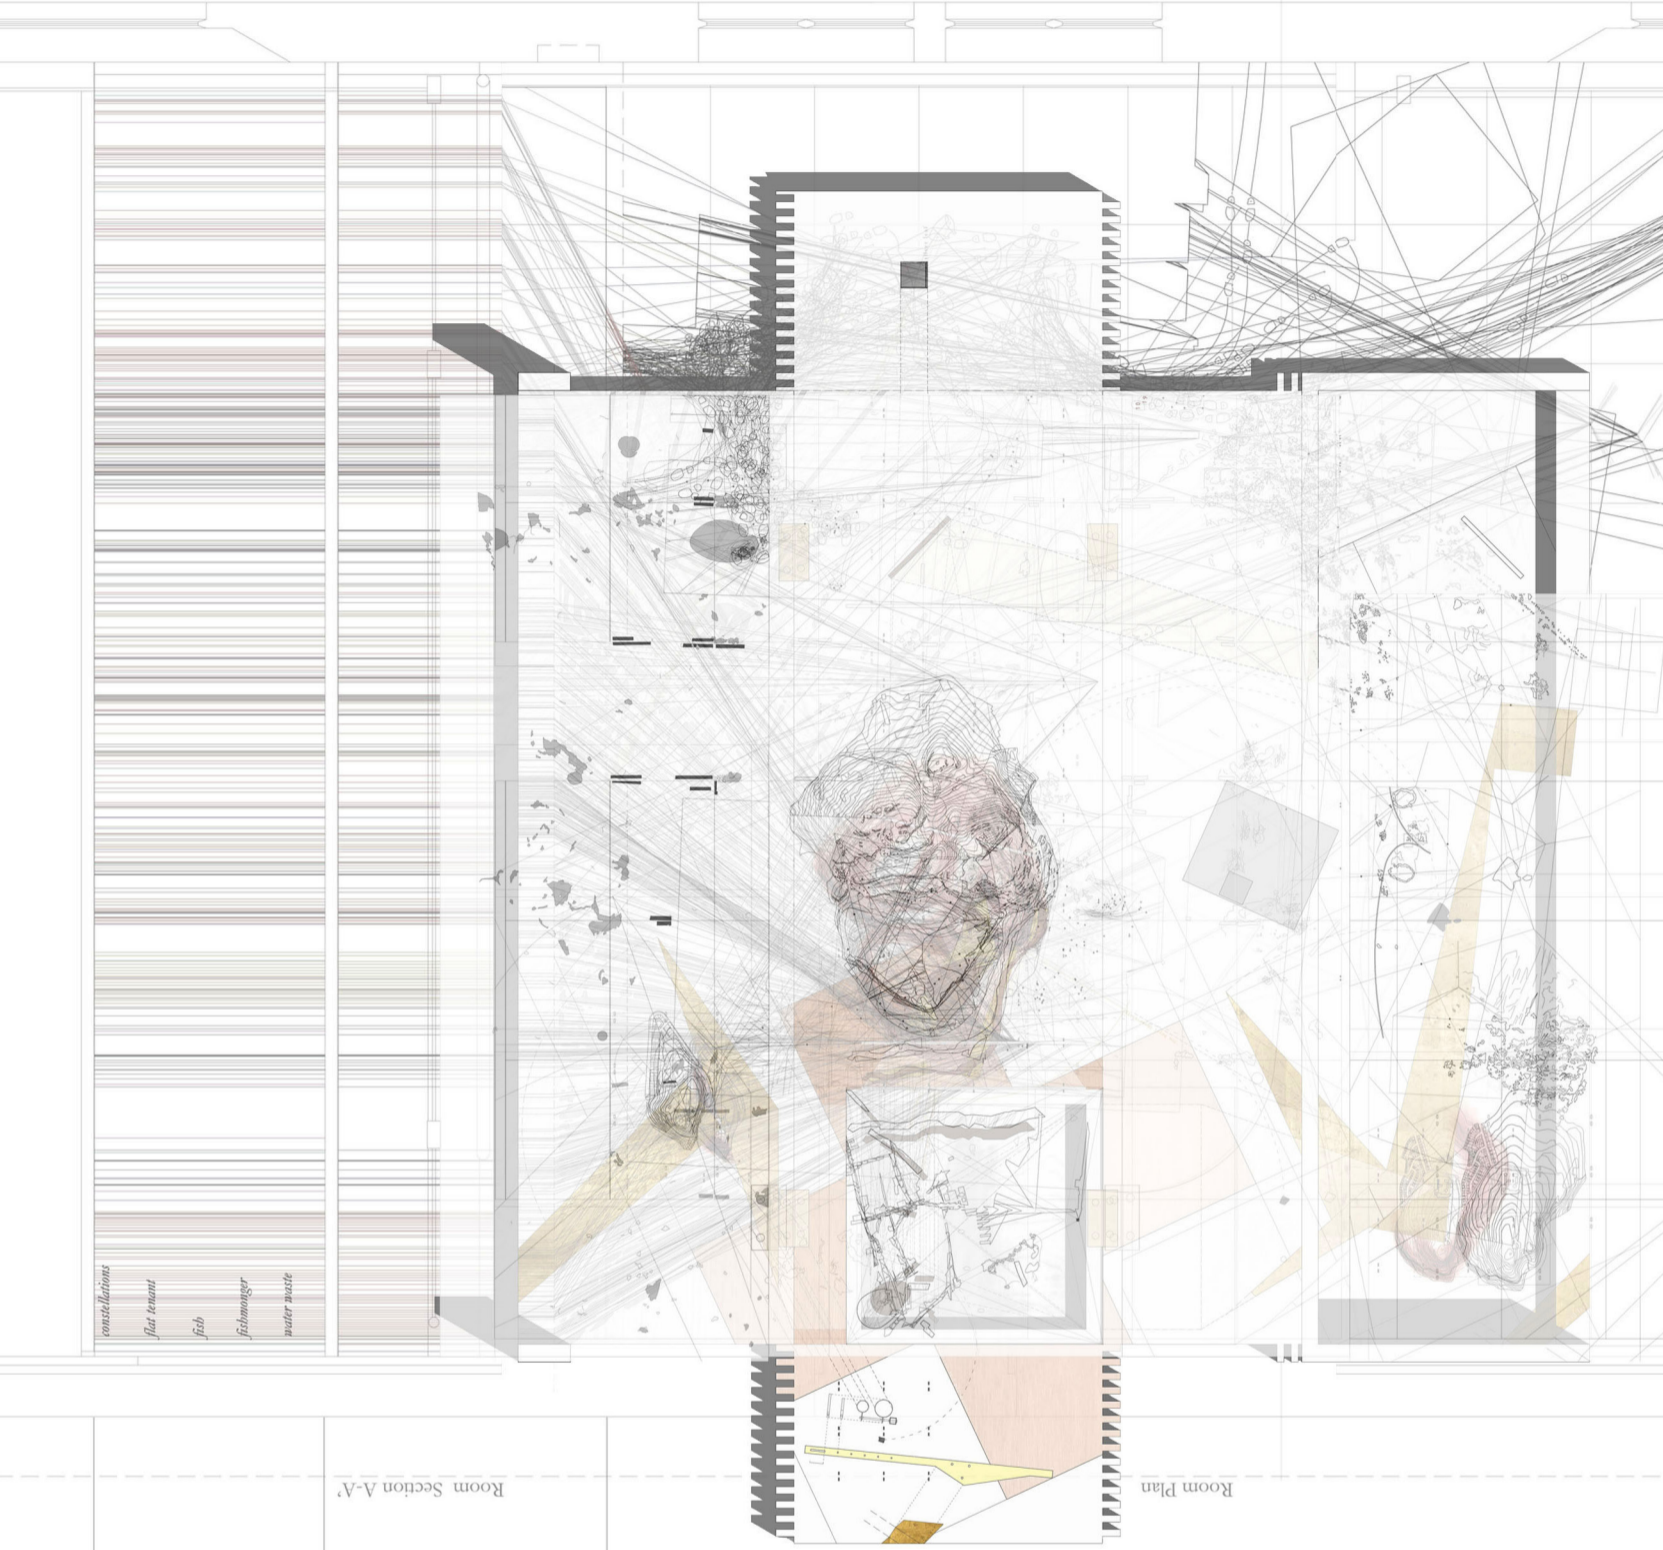 constellations
flat tenant
fish
fishmonger
water waste
Room Section A-A'
Room Plan